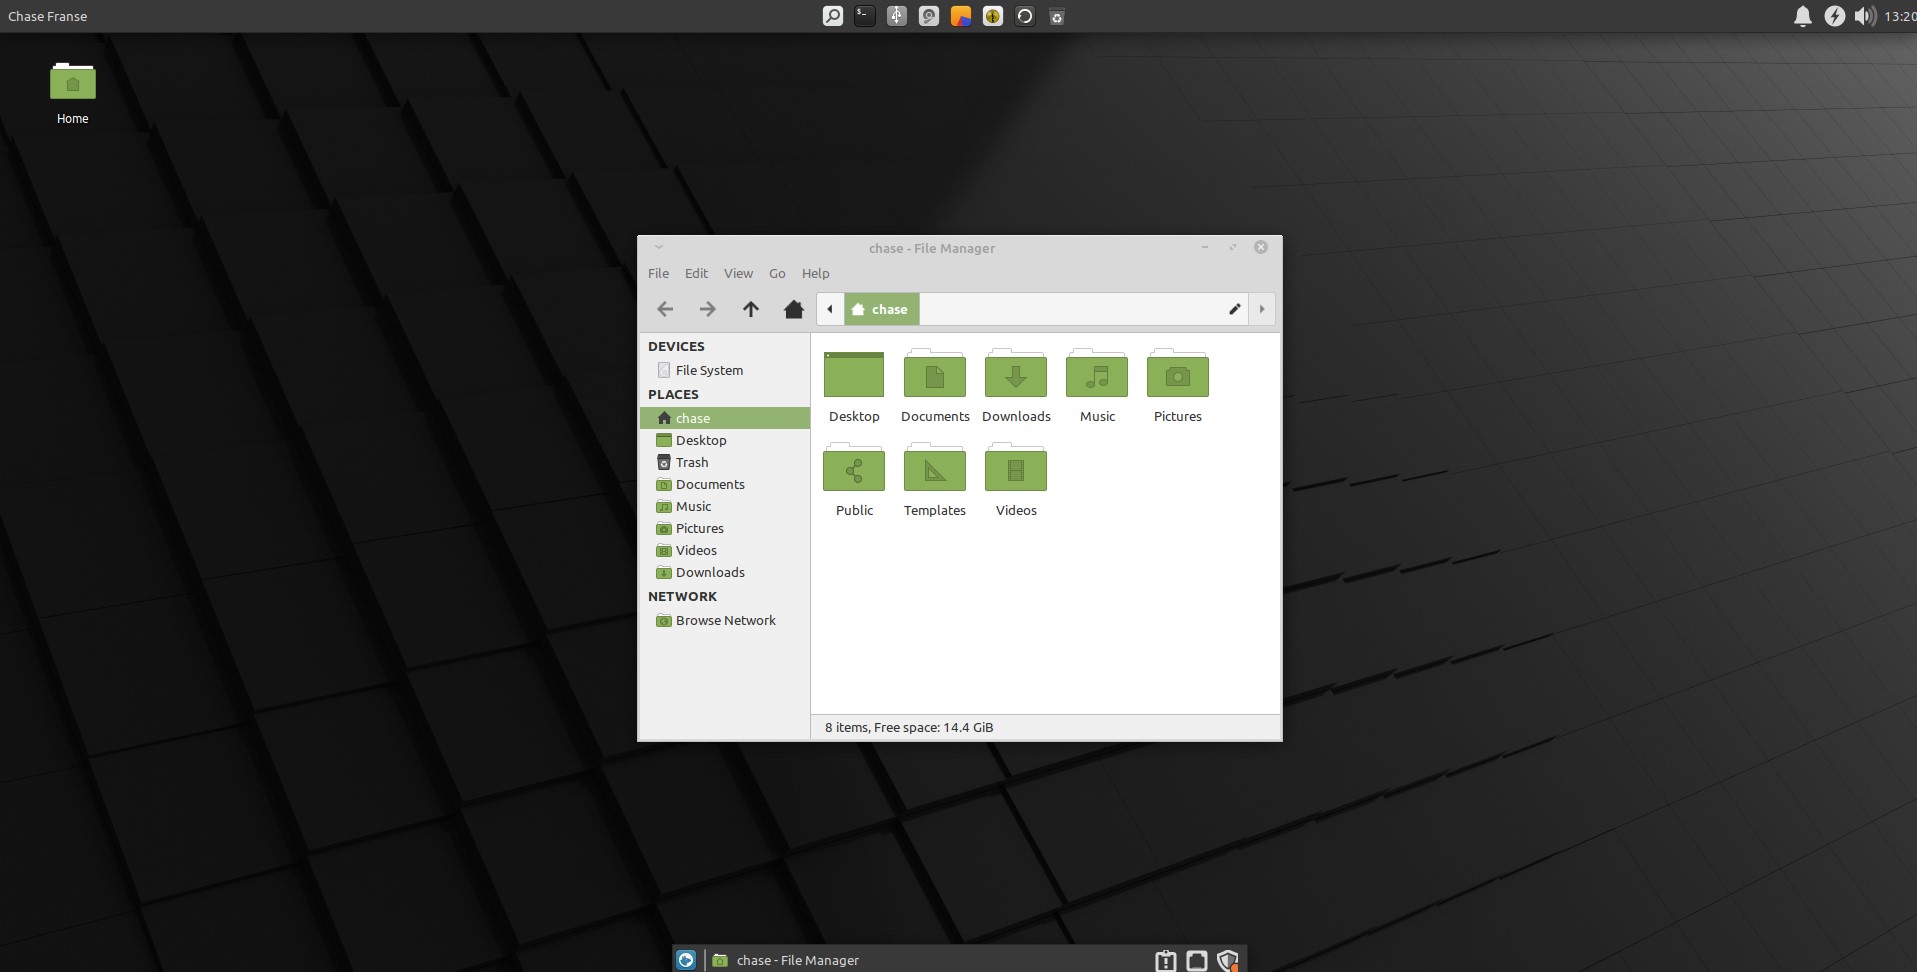 Chase Franse
13:20
Home
chase - File Manager
File Edit View Go Help
chase
DEVICES
File System
PLACES
chase
Desktop
Trash
Documents
Music
Pictures
Videos
Downloads
NETWORK
Browse Network
Desktop Documents Downloads Music Pictures
Public Templates Videos
8 items, Free space: 14.4 GiB
chase - File Manager